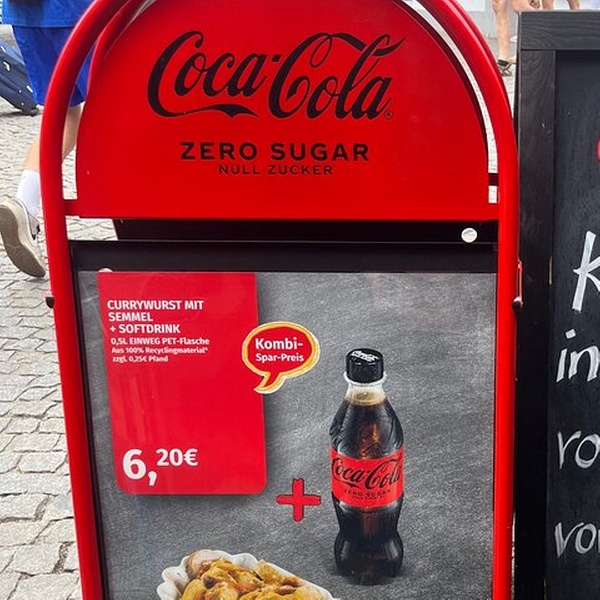 Coca-Cola®
ZERO SUGAR
NULL ZUCKER
CURRYWURST MIT
SEMMEL
+ SOFTDRINK
0,5L EINWEG PET-Flasche
Aus 100% Recyclingmaterial*
zzgl. 0,25€ Pfand
Kombi-
Spar-Preis
6,20€
+
Coca-Cola
ZERO SUGAR